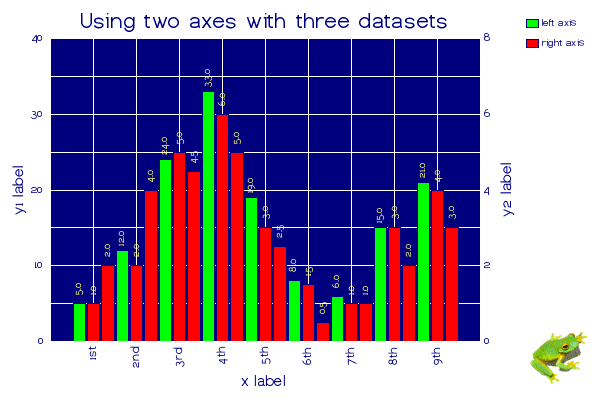 Using two axes with three datasets
left axis
right axis
40
30
20
10
0
y1 label
8
6
4
2
0
y2 label
5.0
1.0
2.0
12.0
2.0
4.0
24.0
5.0
4.5
33.0
6.0
5.0
19.0
3.0
2.5
8.0
1.5
0.5
6.0
1.0
1.0
15.0
3.0
2.0
21.0
4.0
3.0
1st
2nd
3rd
4th
5th
6th
7th
8th
9th
x label